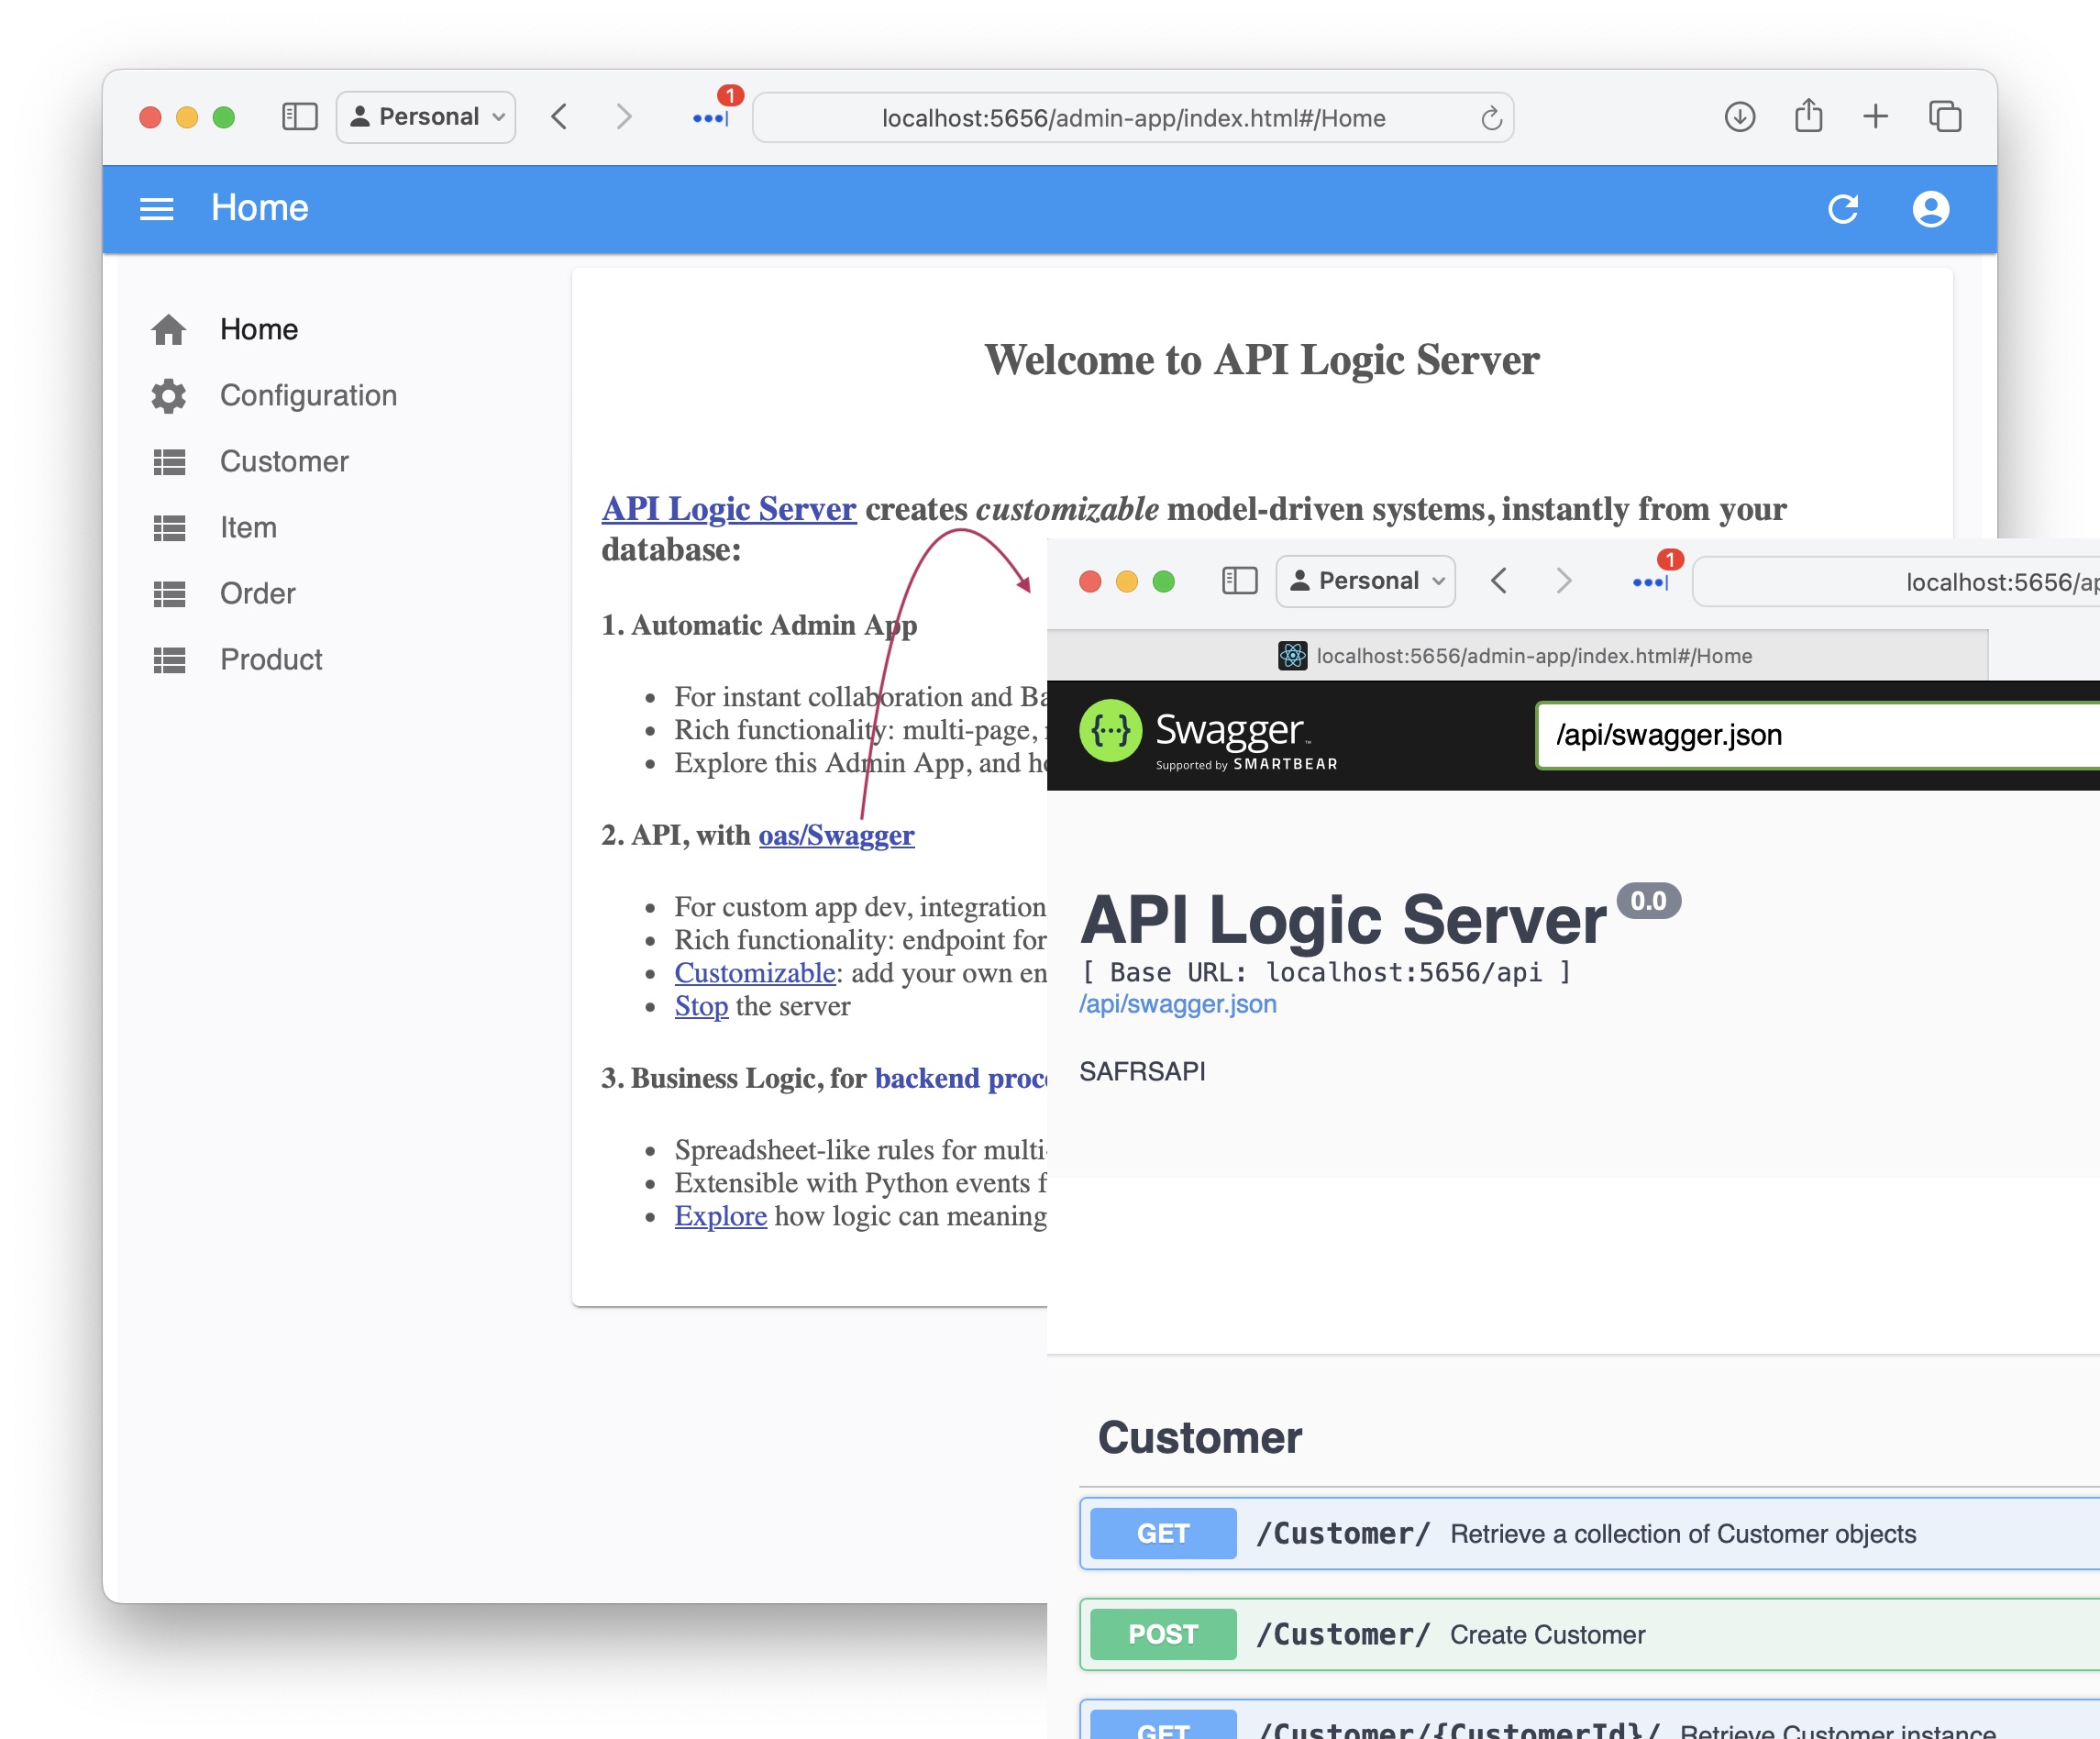 Personal
1
localhost:5656/admin-app/index.html#/Home
Home
Home
Configuration
Customer
Item
Order
Product
Welcome to API Logic Server
API Logic Server creates customizable model-driven systems, instantly from your
database:
1. Automatic Admin App
For instant collaboration and
Rich functionality: multi-page,
Explore this Admin App, and
2. API, with oas/Swagger
For custom app dev, integration
Rich functionality: endpoint for
Customizable: add your own
Stop the server
3. Business Logic, for backend
Spreadsheet-like rules for
Extensible with Python events
Explore how logic can
Personal
1
localhost:5656/
localhost:5656/admin-app/index.html#/Home
Swagger
Supported by SMARTBEAR
/api/swagger.json
API Logic Server 0.0
[ Base URL: localhost:5656/api ]
/api/swagger.json
SAFRSAPI
Customer
GET /Customer/ Retrieve a collection of Customer objects
POST /Customer/ Create Customer
GET /Customer/{CustomerId}/ Retrieve Customer instance